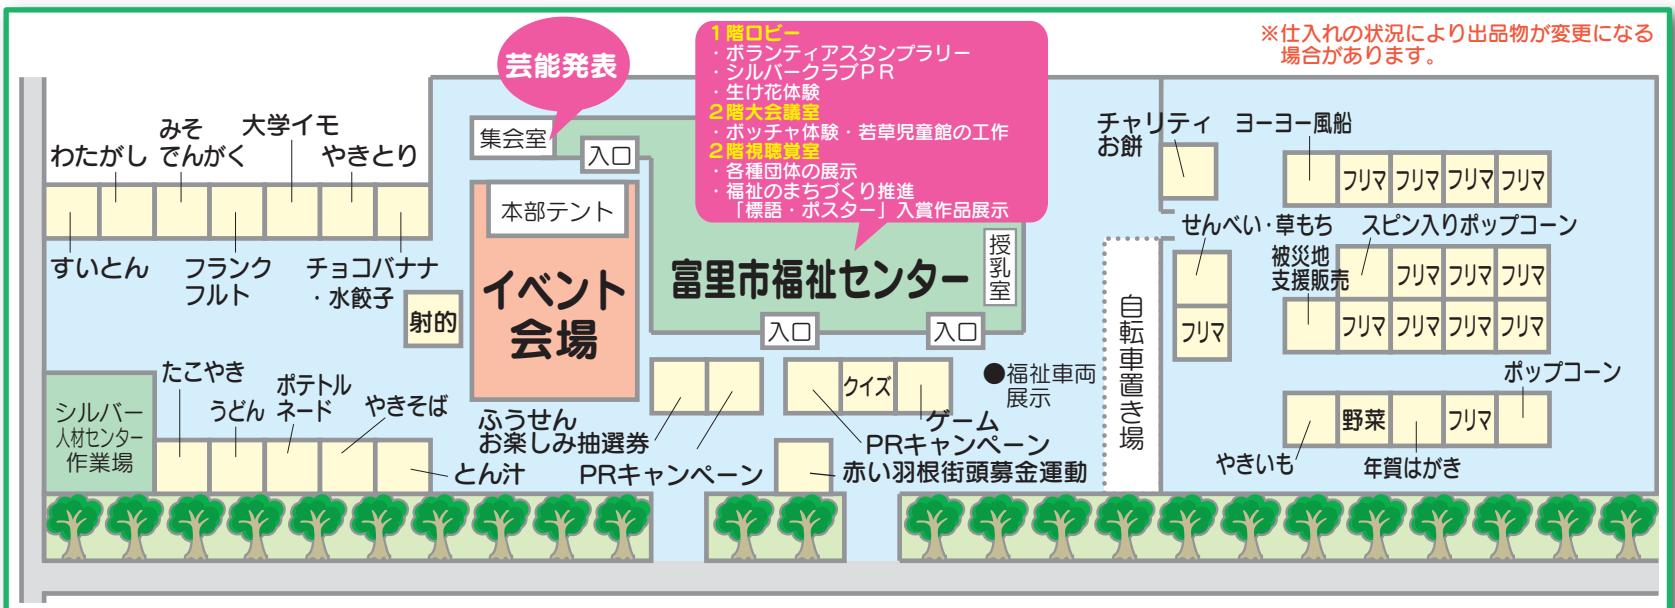 ※仕入れの状況により出品物が変更になる
場合があります。
芸能発表
1階ロビー
・ボランティアスタンプラリー
・シルバークラブPR
・生け花体験
2階大会議室
・ボッチャ体験・若草児童館の工作
2階視聴覚室
・各種団体の展示
・福祉のまちづくり推進
「標語・ポスター」入賞作品展示
集会室
入口
本部テント
イベント
会場
富里市福祉センター
授乳室
入口
入口
わたがし
みそ
でんがく
大学イモ
やきとり
すいとん
フランク
フルト
チョコバナナ
・水餃子
射的
シルバー
人材センター
作業場
たこやき
うどん
ポテトル
ネード
やきそば
とん汁
ふうせん
お楽しみ抽選券
PRキャンペーン
クイズ
ゲーム
PRキャンペーン
赤い羽根街頭募金運動
●福祉車両
展示
自転車置き場
チャリティ
お餅
ヨーヨー風船
フリマ
フリマ
フリマ
フリマ
せんべい・草もち
フリマ
スピン入りポップコーン
被災地
支援販売
フリマ
フリマ
フリマ
フリマ
フリマ
フリマ
フリマ
ポップコーン
野菜
フリマ
やきいも
年賀はがき